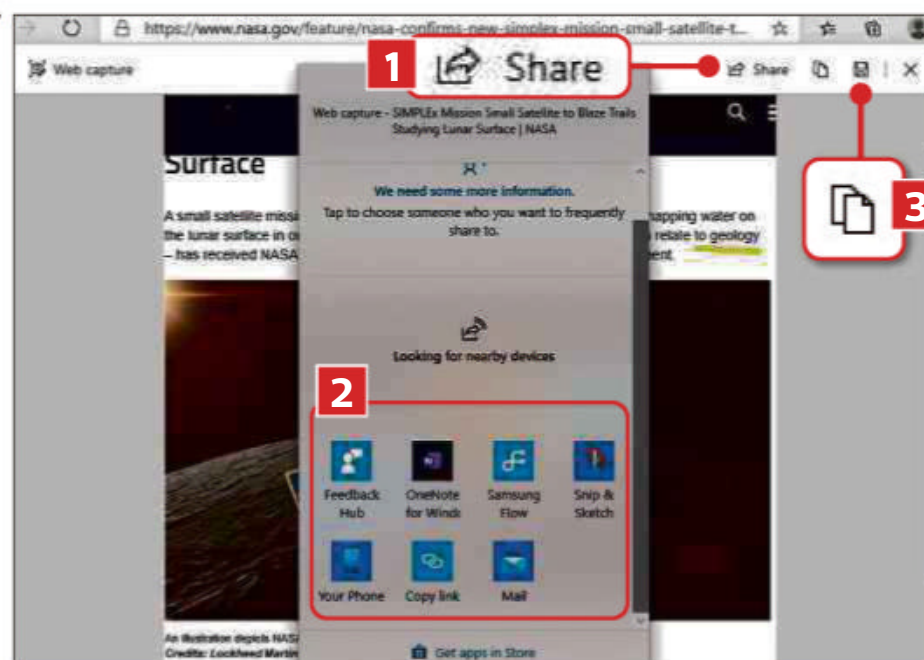 https://www.nasa.gov/feature/nasa-confirms-new-simplex-mission-small-satellite-t...
Web capture
1
Share
Share
Web capture - SIMPLEx Mission Small Satellite to Blaze Trails
Studying Lunar Surface | NASA
Surface
We need some more information.
Tap to choose someone who you want to frequently
share to.
A small satellite missi
mapping water on
the lunar surface in o
relate to geology
– has received NASA
ent.
3
Looking for nearby devices
2
Feedback Hub
OneNote for Windo
Samsung Flow
Snip & Sketch
Your Phone
Copy link
Mail
An illustration depicts NAS
Credits: Lockheed Martin
Get apps in Store